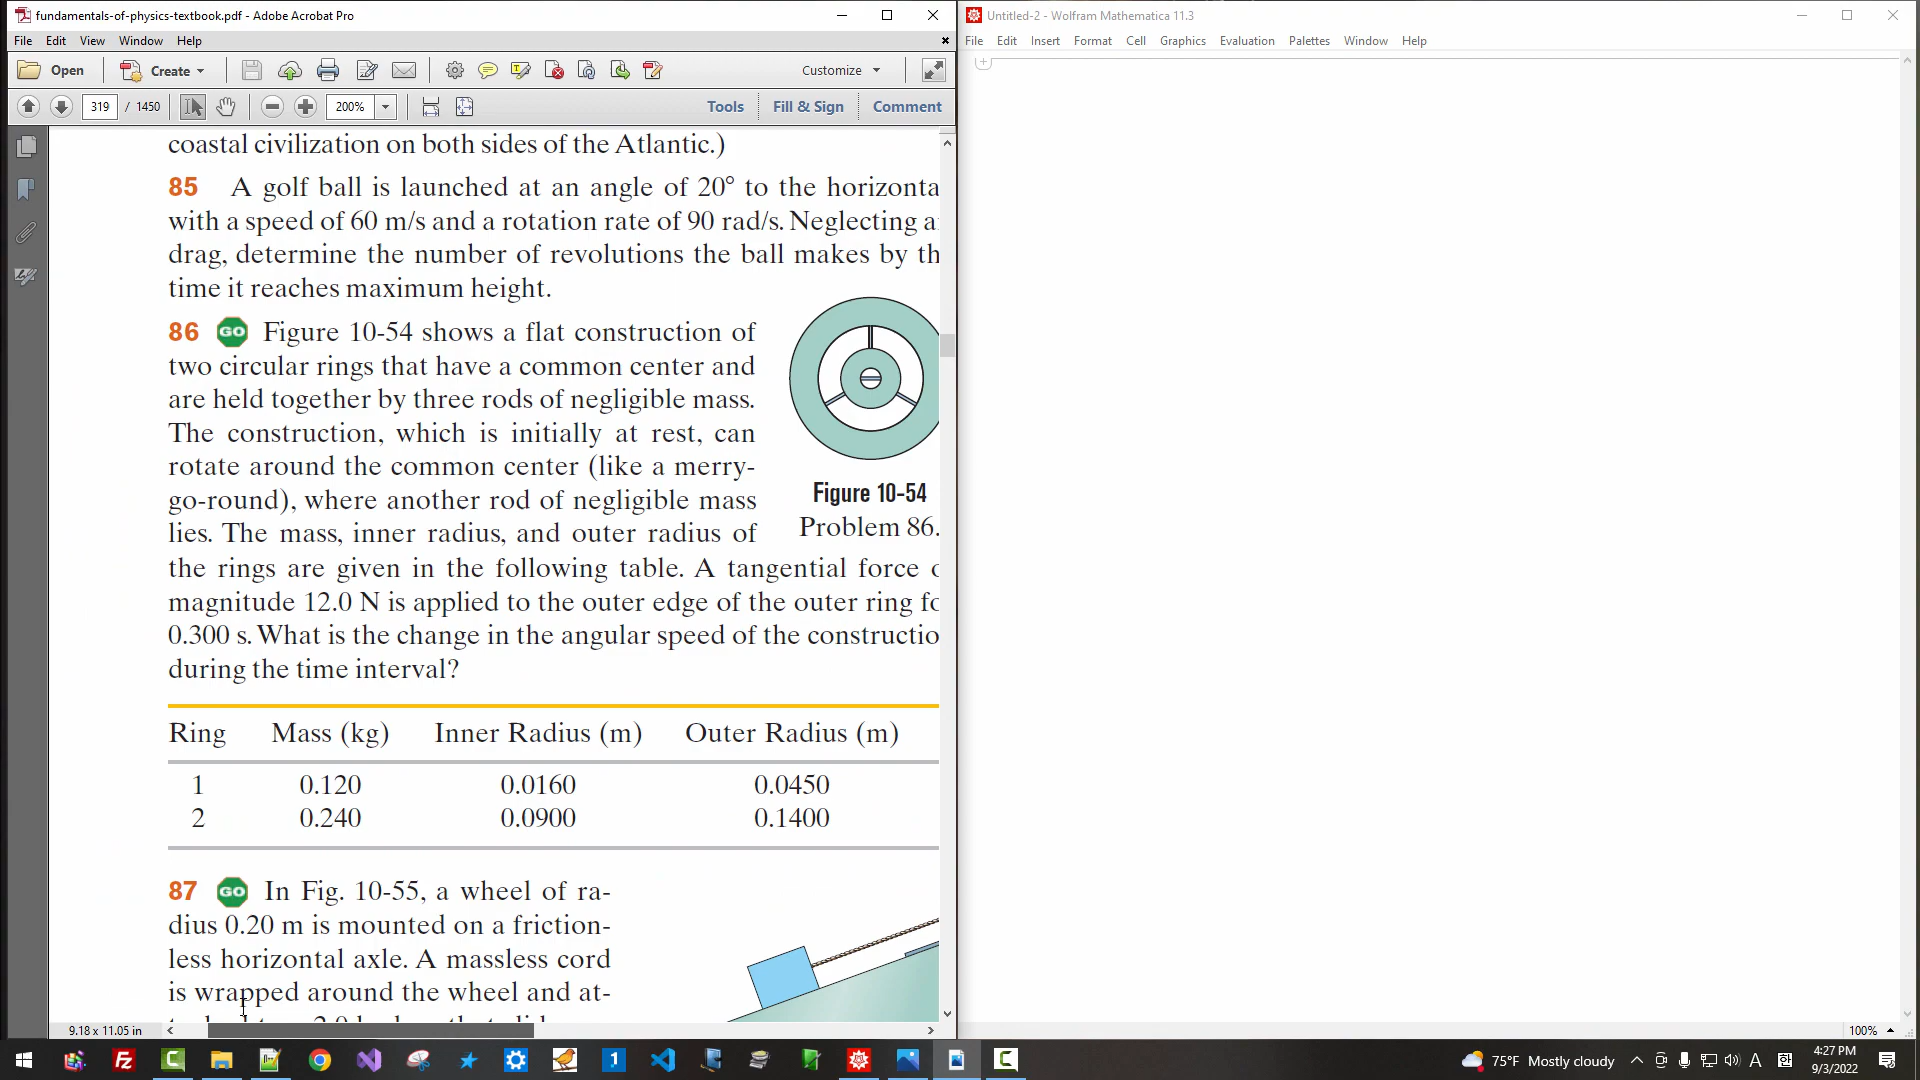 fundamentals-of-physics-textbook.pdf - Adobe Acrobat Pro
File Edit View Window Help
Open Create Customize
319 / 1450 200% Tools Fill & Sign Comment
coastal civilization on both sides of the Atlantic.)
85 A golf ball is launched at an angle of 20° to the horizonta
with a speed of 60 m/s and a rotation rate of 90 rad/s. Neglecting a
drag, determine the number of revolutions the ball makes by th
time it reaches maximum height.
86 GO Figure 10-54 shows a flat construction of
two circular rings that have a common center and
are held together by three rods of negligible mass.
The construction, which is initially at rest, can
rotate around the common center (like a merry-
go-round), where another rod of negligible mass
lies. The mass, inner radius, and outer radius of
the rings are given in the following table. A tangential force o
magnitude 12.0 N is applied to the outer edge of the outer ring fo
0.300 s. What is the change in the angular speed of the constructio
during the time interval?
Figure 10-54
Problem 86.
Ring Mass (kg) Inner Radius (m) Outer Radius (m)
1 0.120 0.0160 0.0450
2 0.240 0.0900 0.1400
87 GO In Fig. 10-55, a wheel of ra-
dius 0.20 m is mounted on a friction-
less horizontal axle. A massless cord
is wrapped around the wheel and at-
9.18 x 11.05 in
Untitled-2 - Wolfram Mathematica 11.3
File Edit Insert Format Cell Graphics Evaluation Palettes Window Help
100%
75°F Mostly cloudy
A
4:27 PM
9/3/2022